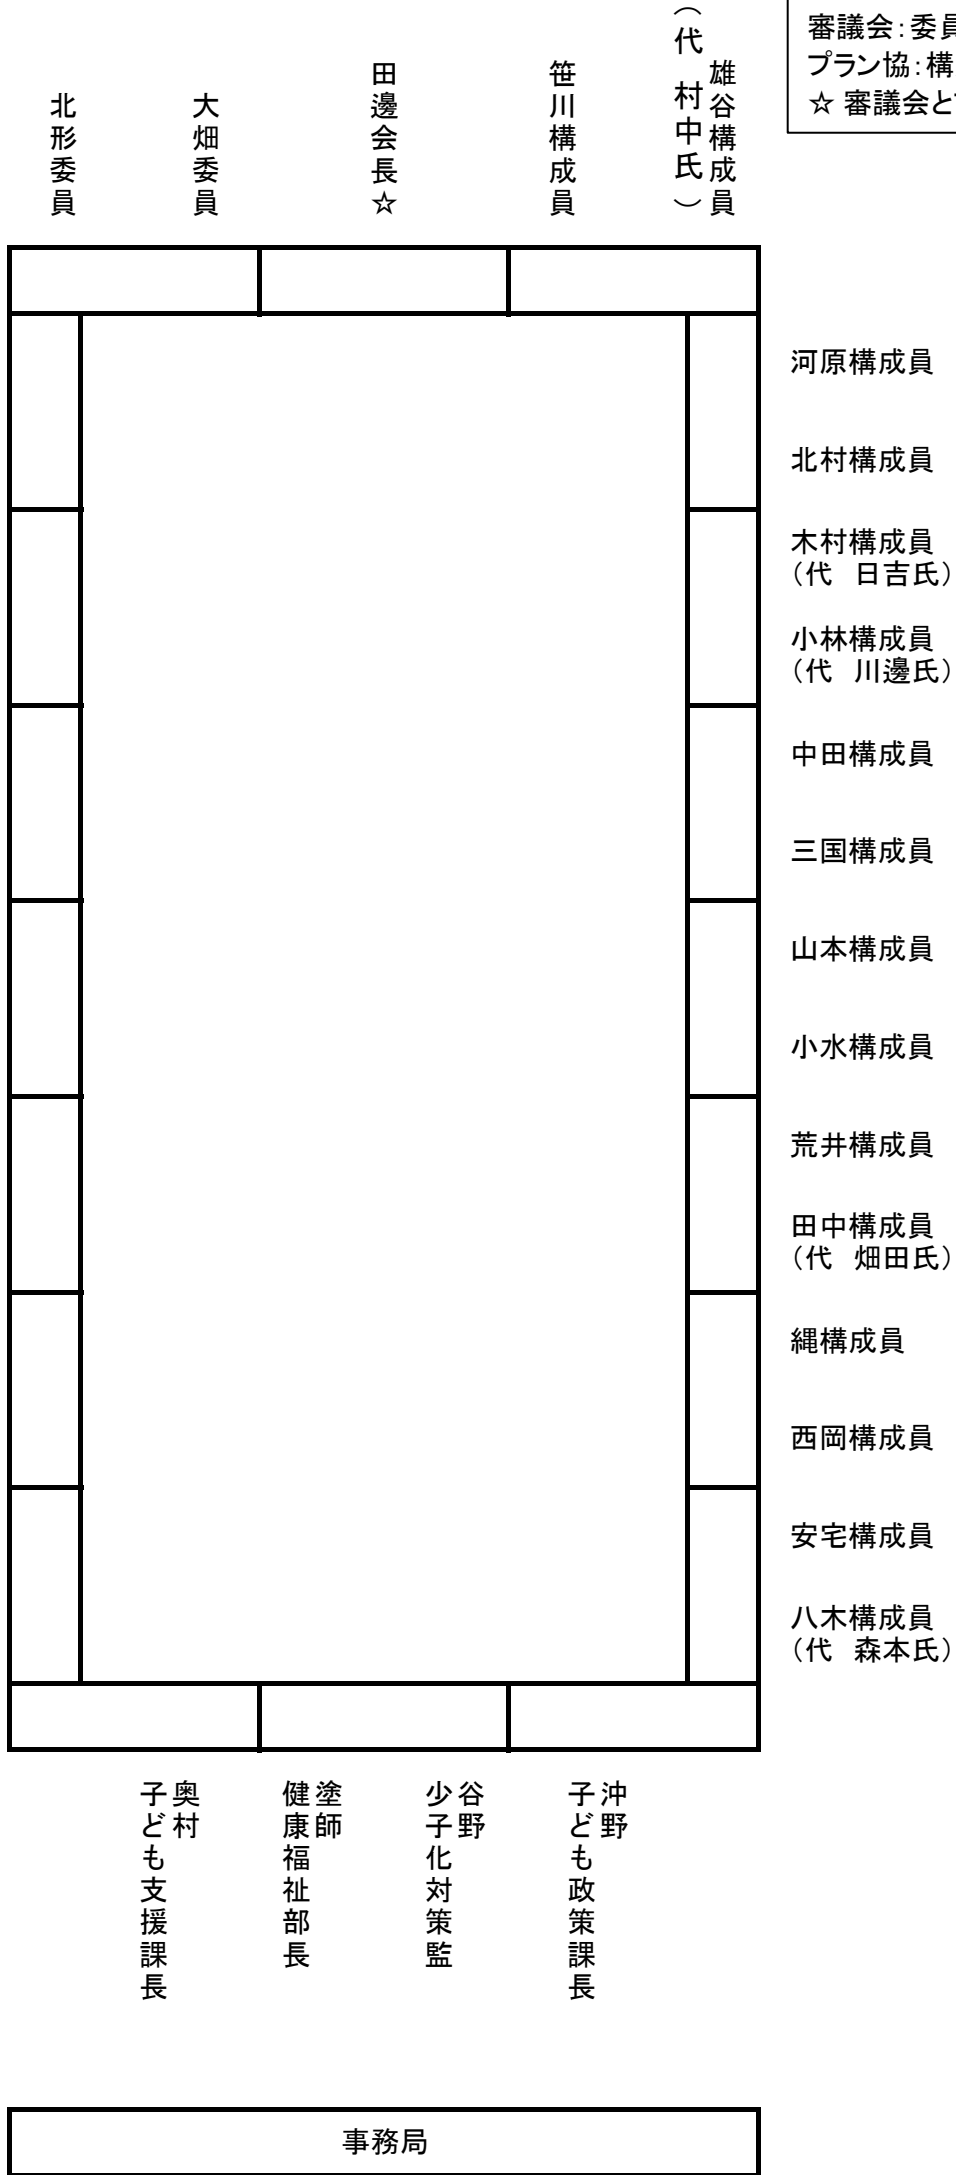 審議会：委員
プラン協：構
☆ 審議会と
北形委員
大畑委員
田邊会長☆
笹川構成員
雄谷構成員
（代　村中氏）
河原構成員
北村構成員
木村構成員
（代　日吉氏）
小林構成員
（代　川邊氏）
中田構成員
三国構成員
山本構成員
小水構成員
荒井構成員
田中構成員
（代　畑田氏）
縄構成員
西岡構成員
安宅構成員
八木構成員
（代　森本氏）
奥村
子ども支援課長
塗師
健康福祉部長
谷野
少子化対策監
沖野
子ども政策課長
事務局